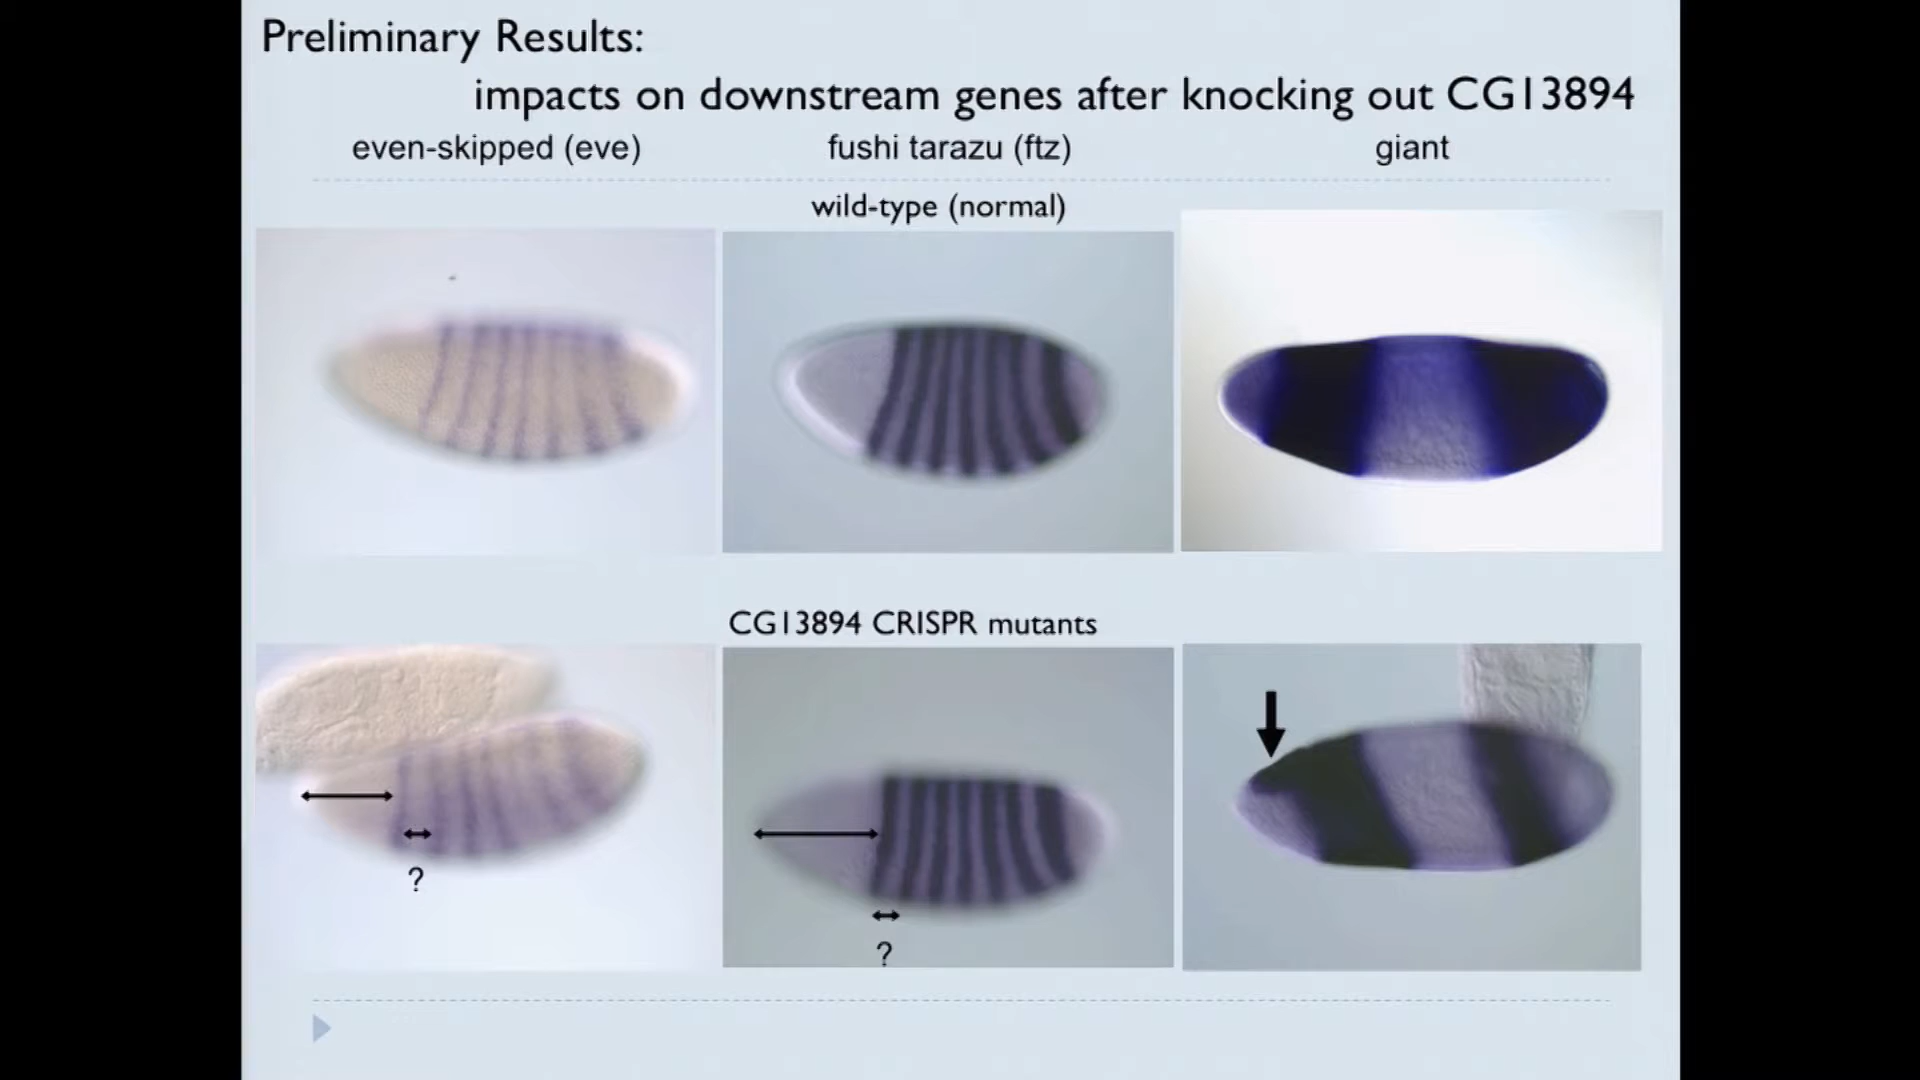 Preliminary Results:
impacts on downstream genes after knocking out CG13894
even-skipped (eve)
fushi tarazu (ftz)
giant
wild-type (normal)
CG13894 CRISPR mutants
?
?